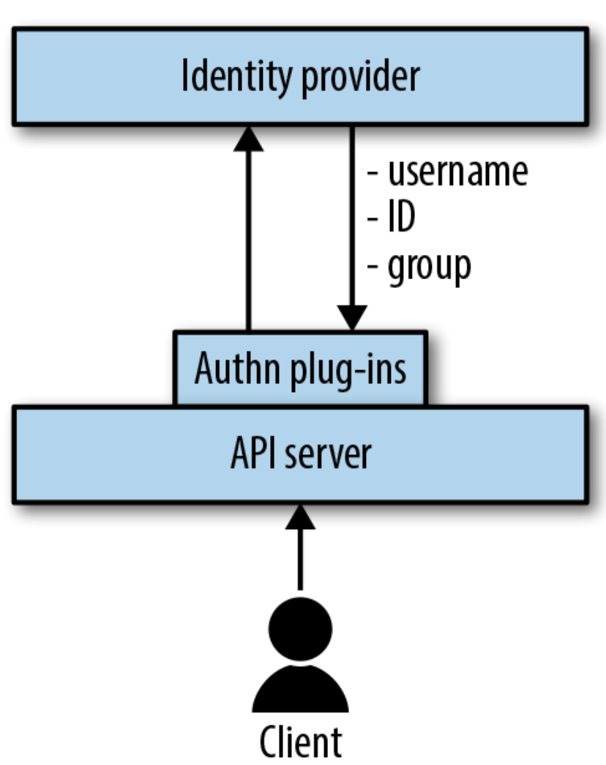 Identity provider
- username
- ID
- group
Authn plug-ins
API server
Client